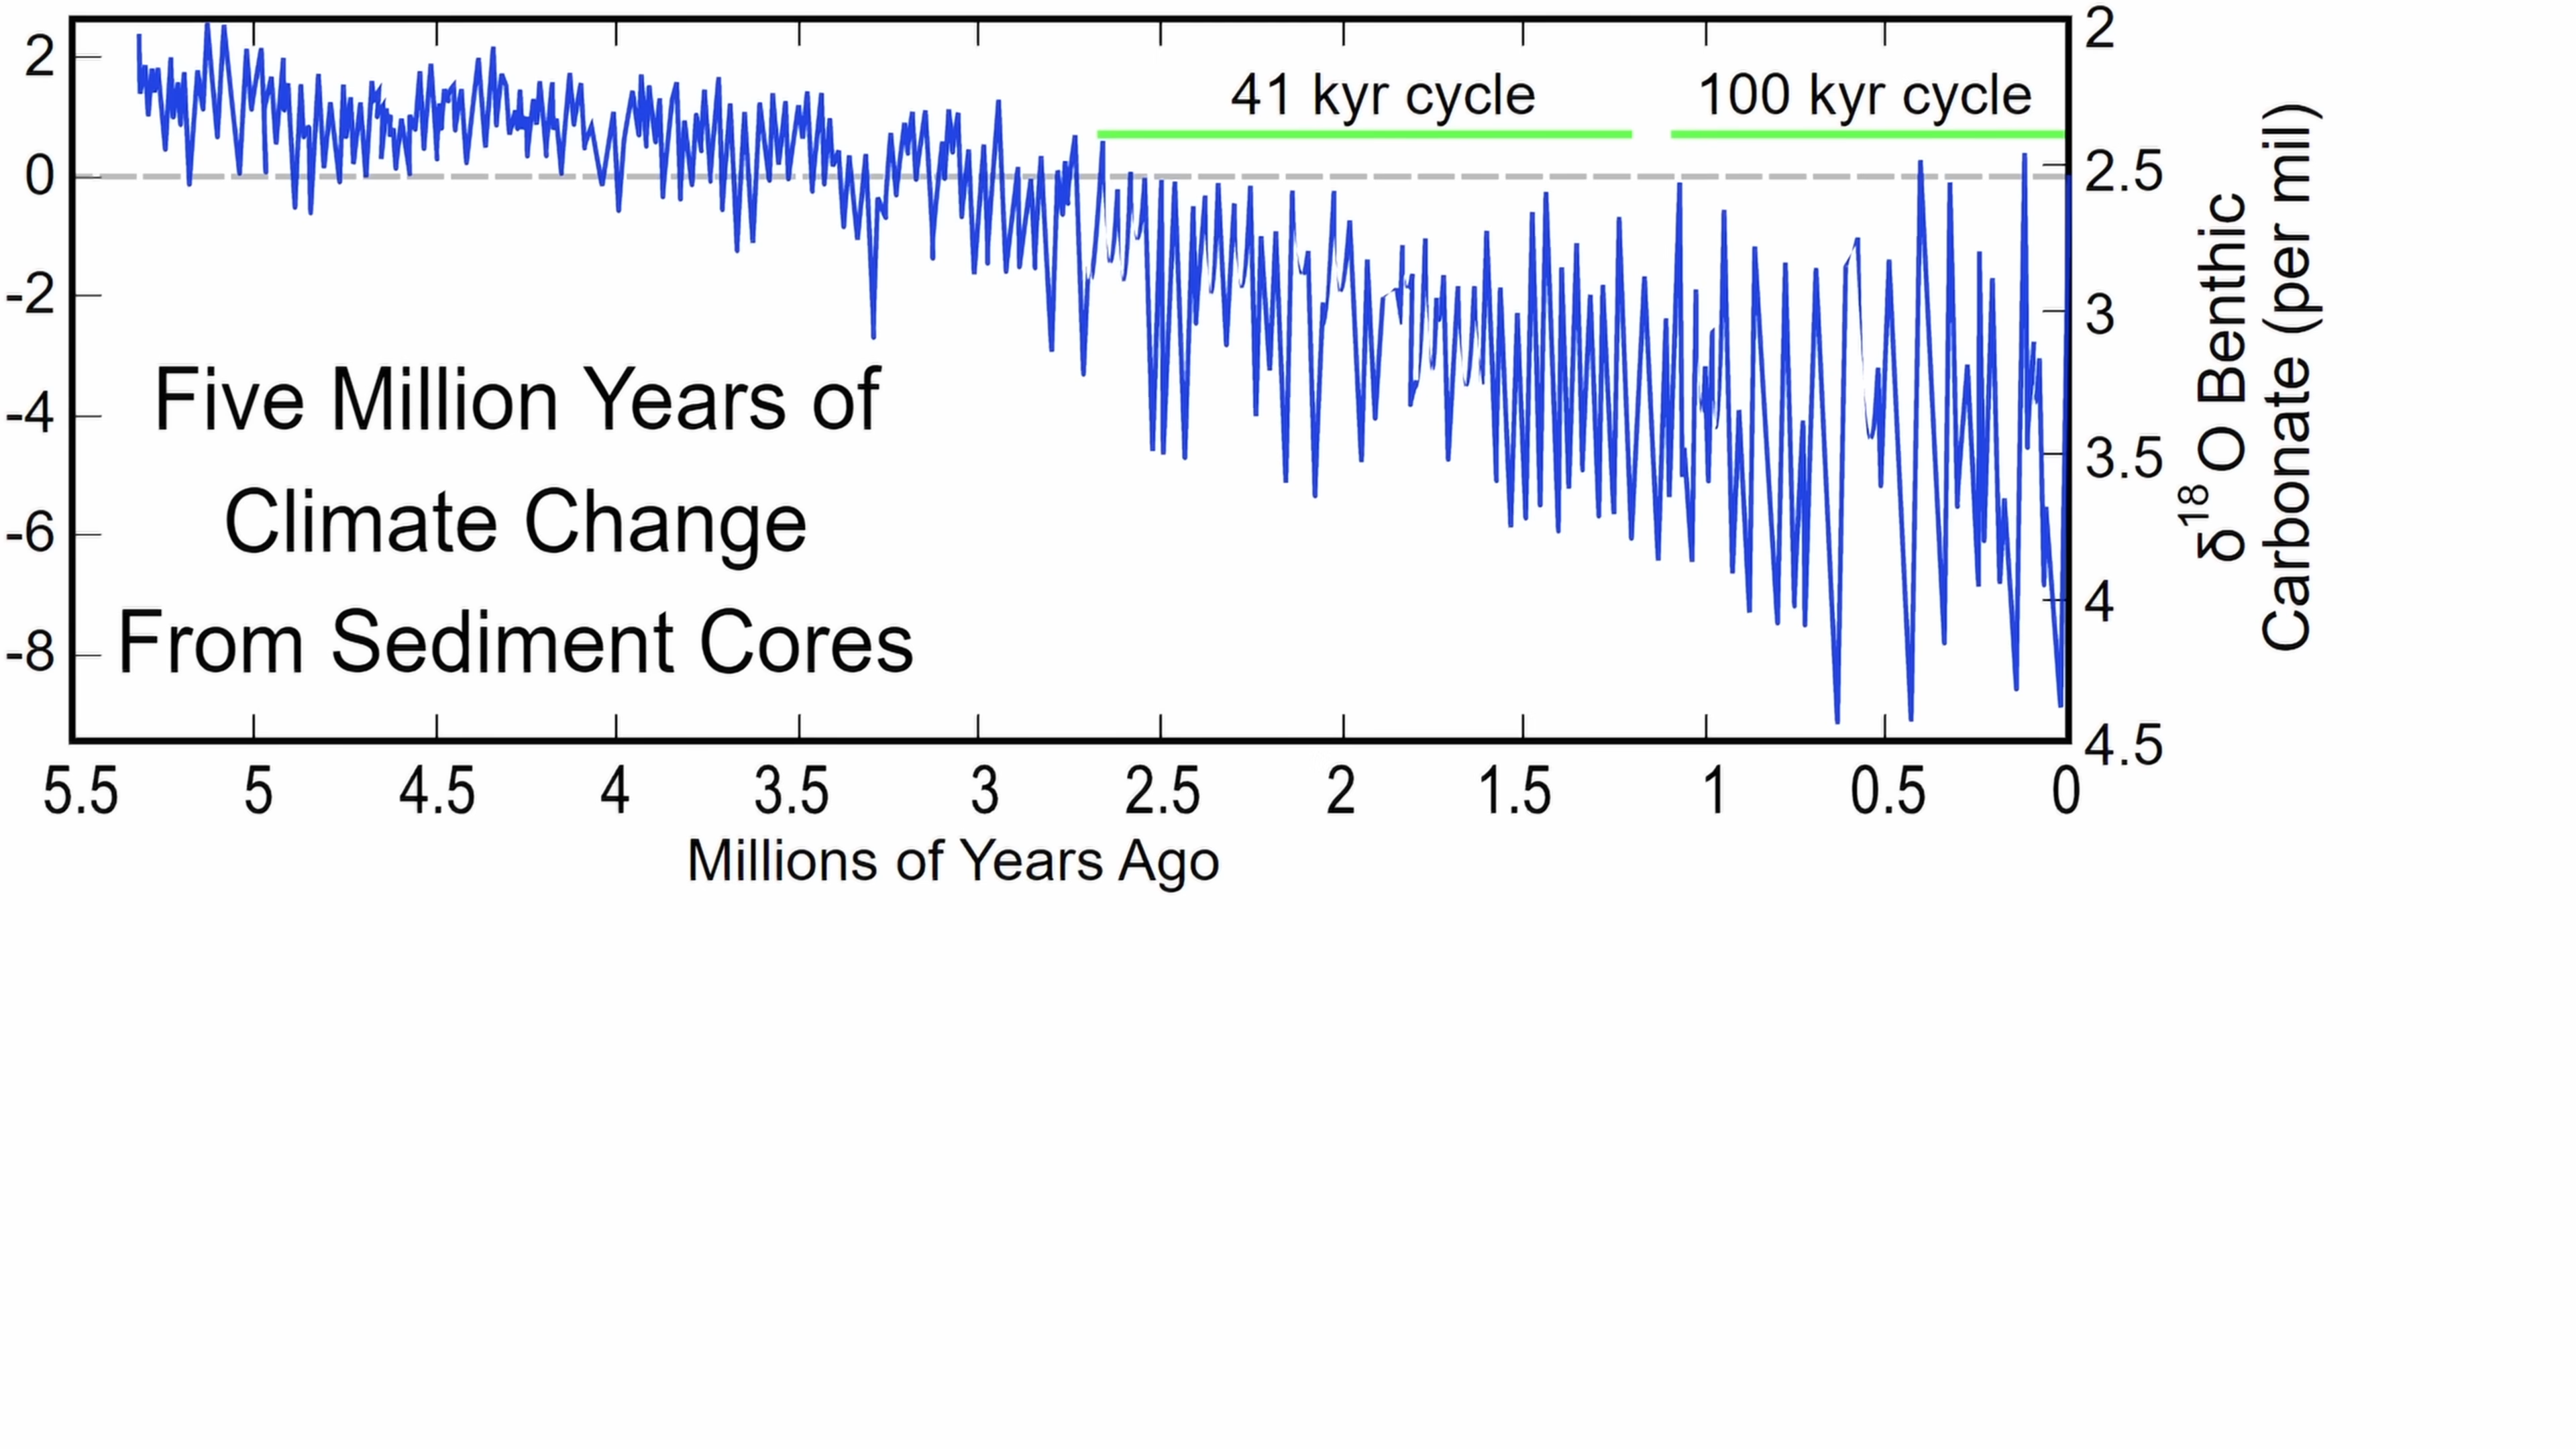 2
0
-2
-4
-6
-8
41 kyr cycle
100 kyr cycle
Five Million Years of
Climate Change
From Sediment Cores
2
2.5
3
3.5
4
4.5
δ18 O Benthic
Carbonate (per mil)
5.5 5 4.5 4 3.5 3 2.5 2 1.5 1 0.5 0
Millions of Years Ago